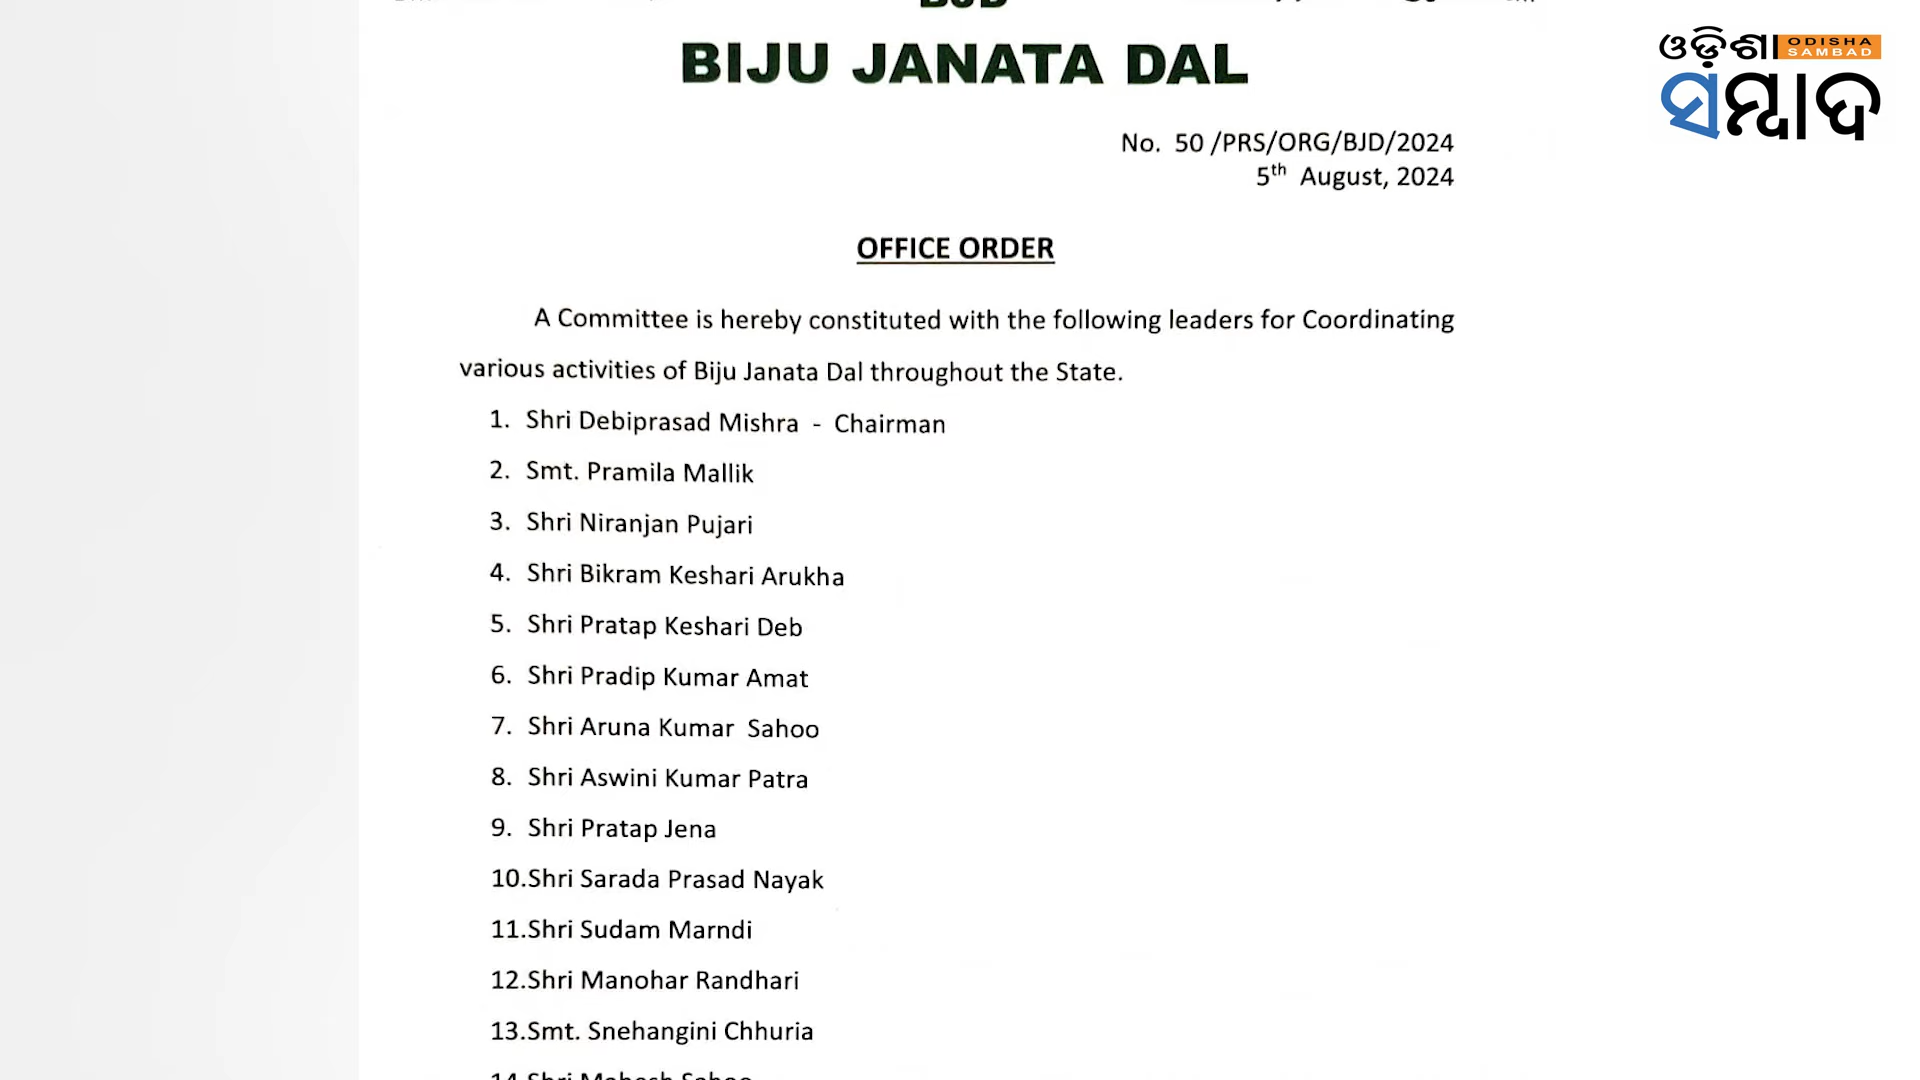 BJD
BIJU JANATA DAL
ଓଡ଼ିଶା ODISHA SAMBAD
ସମ୍ବାଦ
No. 50 /PRS/ORG/BJD/2024
5th August, 2024
OFFICE ORDER
A Committee is hereby constituted with the following leaders for Coordinating
various activities of Biju Janata Dal throughout the State.
1. Shri Debiprasad Mishra - Chairman
2. Smt. Pramila Mallik
3. Shri Niranjan Pujari
4. Shri Bikram Keshari Arukha
5. Shri Pratap Keshari Deb
6. Shri Pradip Kumar Amat
7. Shri Aruna Kumar Sahoo
8. Shri Aswini Kumar Patra
9. Shri Pratap Jena
10.Shri Sarada Prasad Nayak
11.Shri Sudam Marndi
12.Shri Manohar Randhari
13.Smt. Snehangini Chhuria
14.Shri Mahesh Sahoo